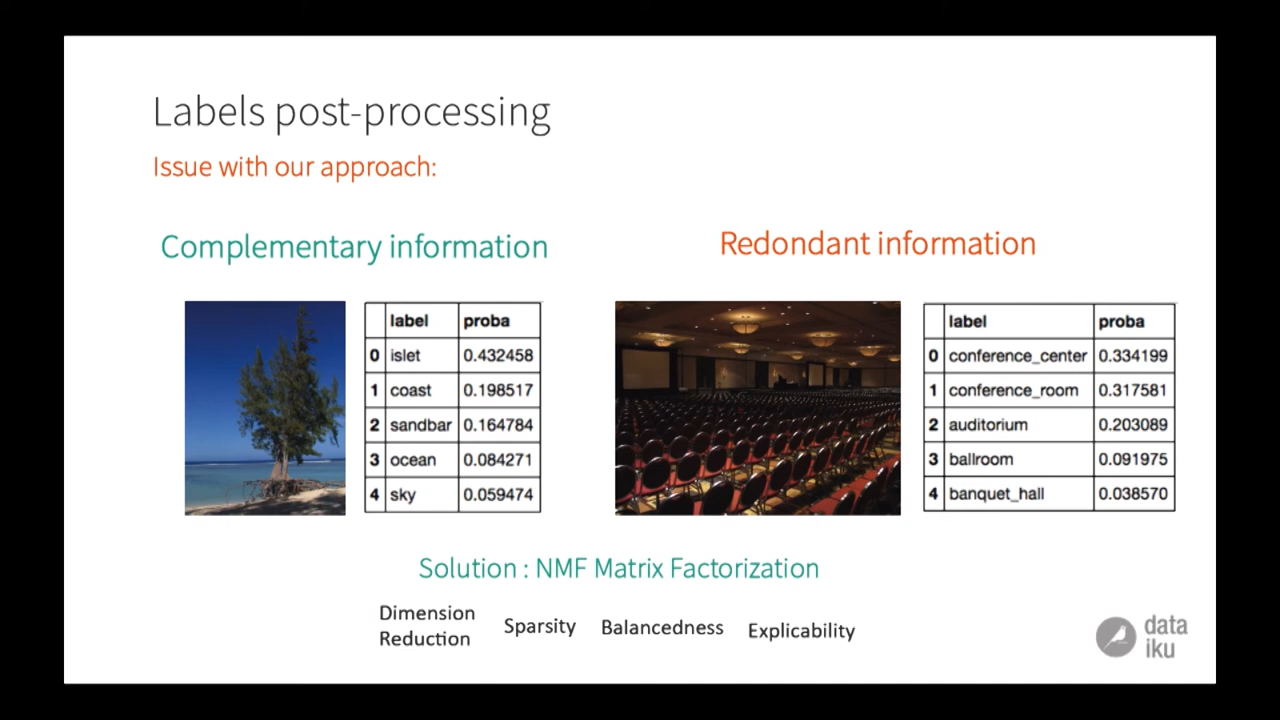 Labels post-processing
Issue with our approach:
Complementary information
Redondant information
label proba
0 islet 0.432458
1 coast 0.198517
2 sandbar 0.164784
3 ocean 0.084271
4 sky 0.059474
label proba
0 conference_center 0.334199
1 conference_room 0.317581
2 auditorium 0.203089
3 ballroom 0.091975
4 banquet_hall 0.038570
Solution : NMF Matrix Factorization
Dimension
Reduction
Sparsity
Balancedness
Explicability
data
iku